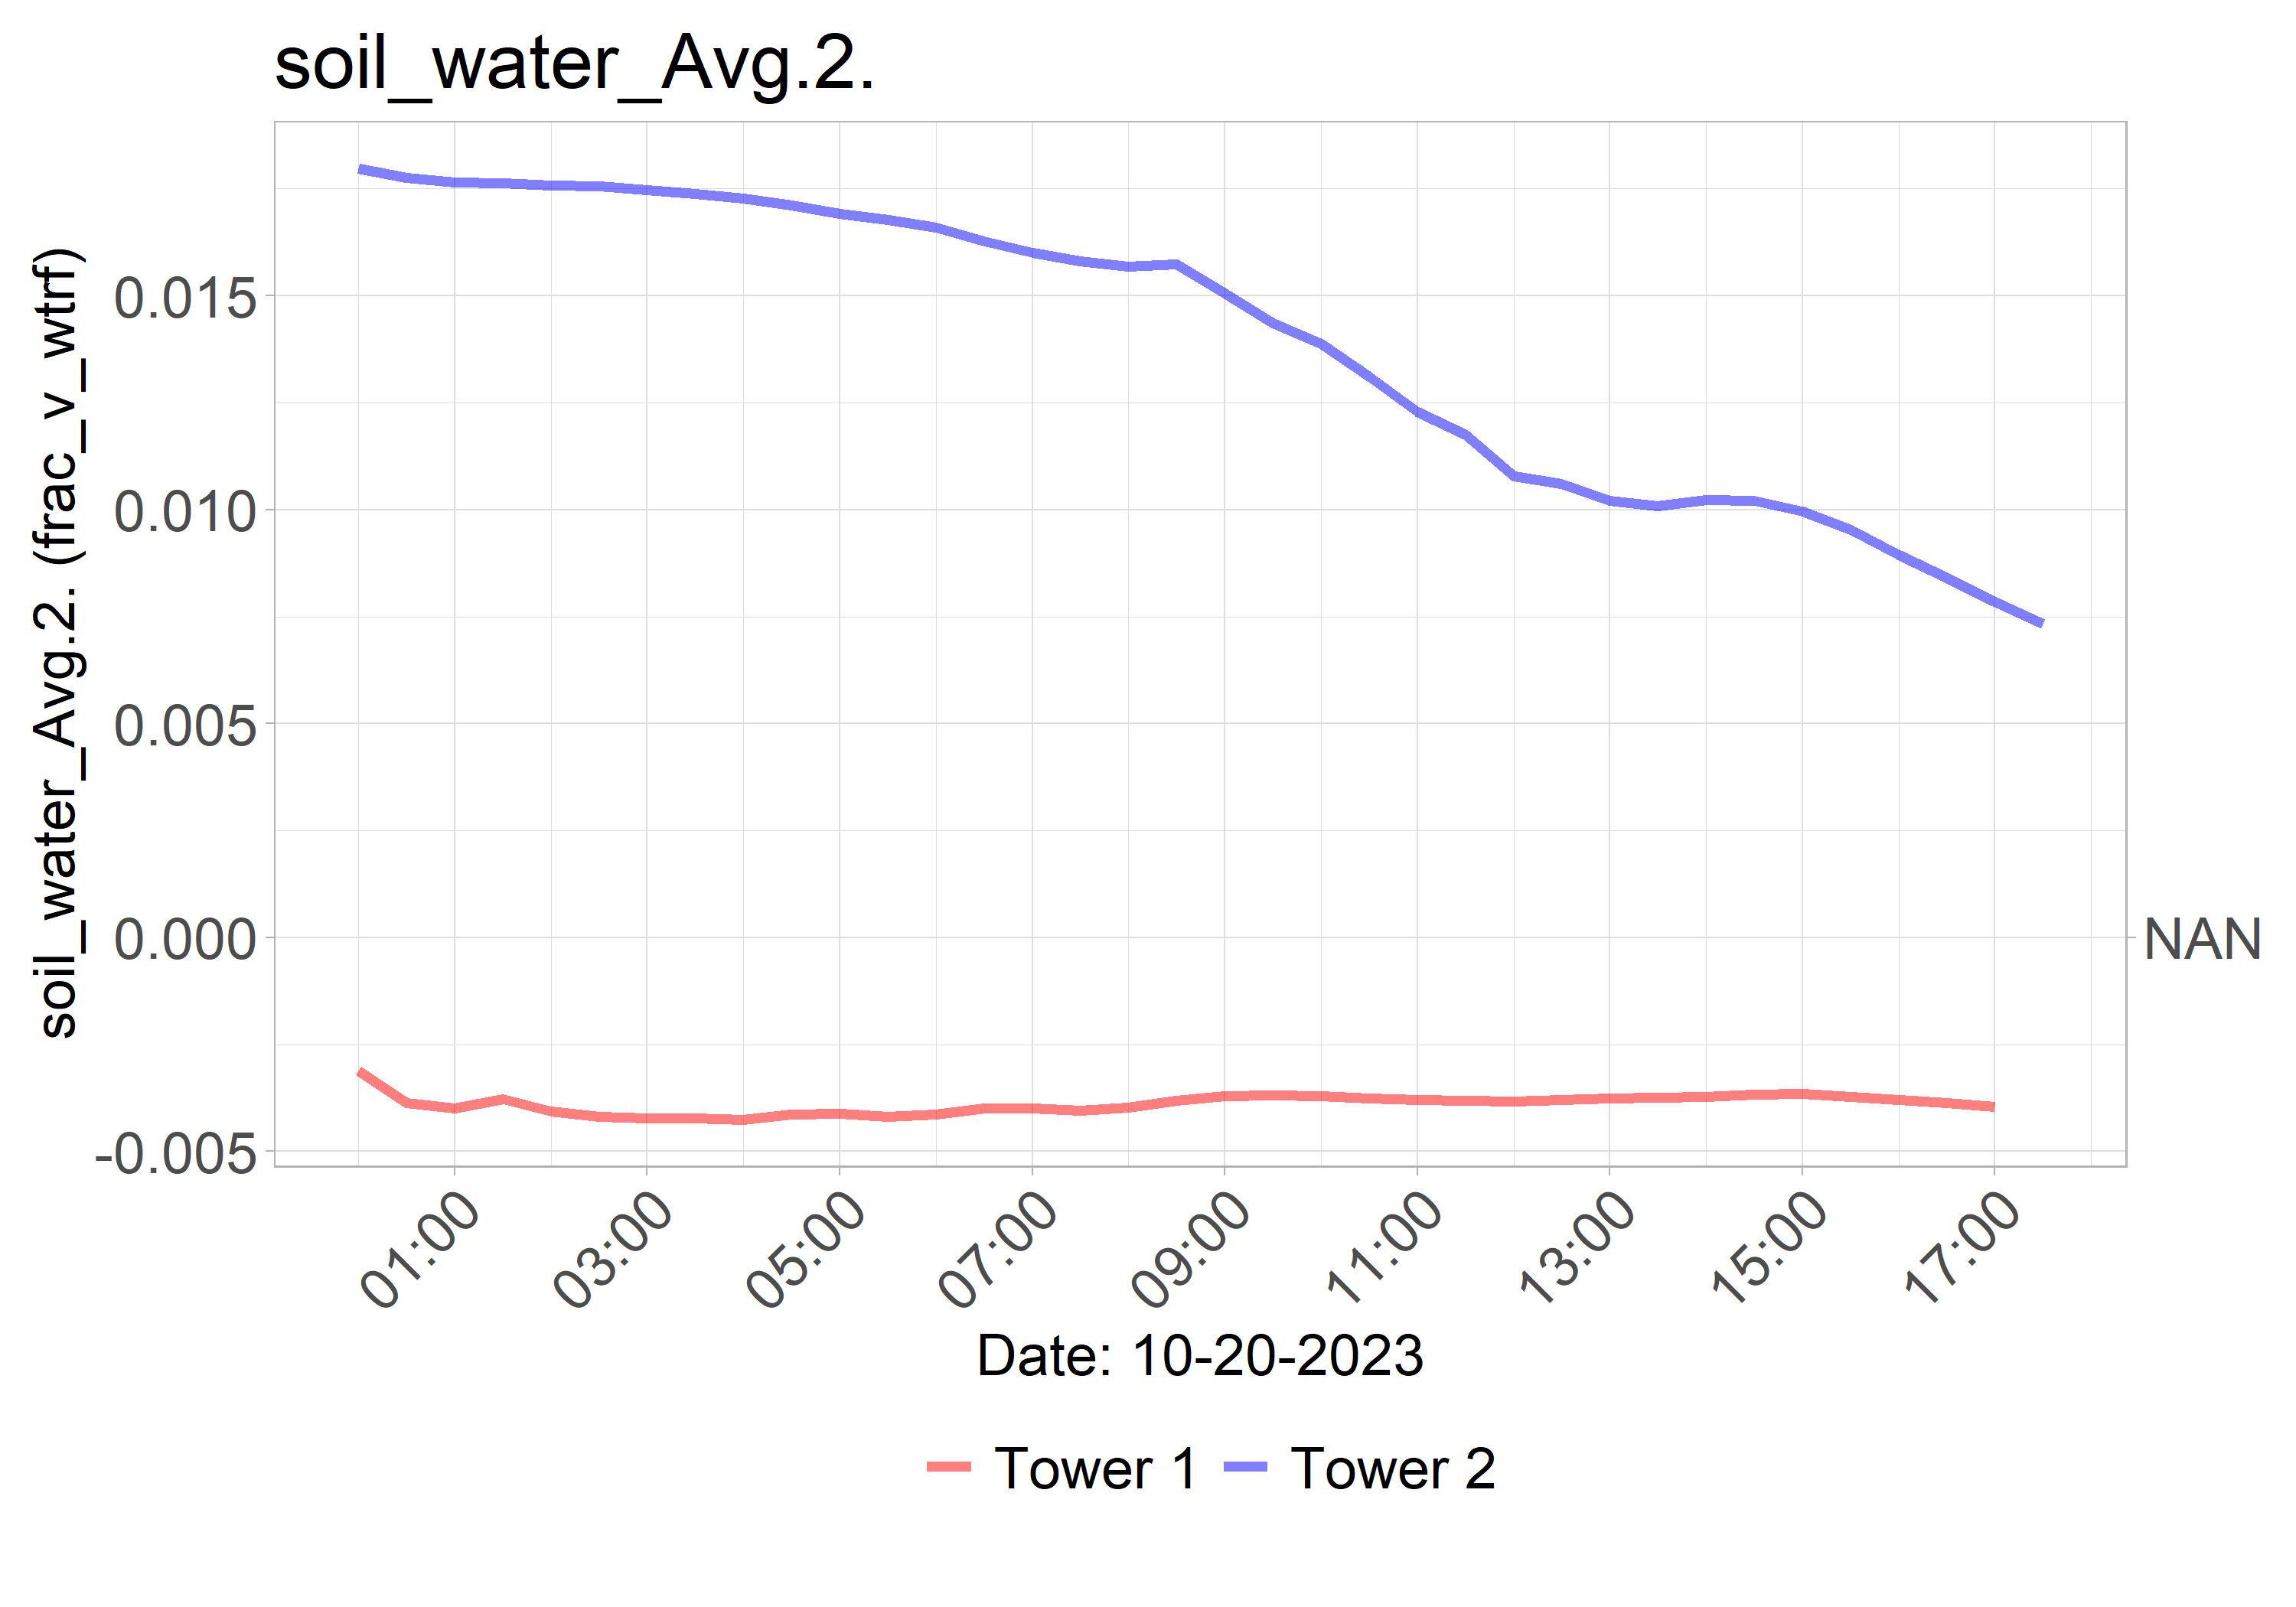 soil_water_Avg.2.
soil_water_Avg.2. (frac_v_wtrf)
0.015
0.010
0.005
0.000
-0.005
NAN
01:00
03:00
05:00
07:00
09:00
11:00
13:00
15:00
17:00
Date: 10-20-2023
Tower 1
Tower 2